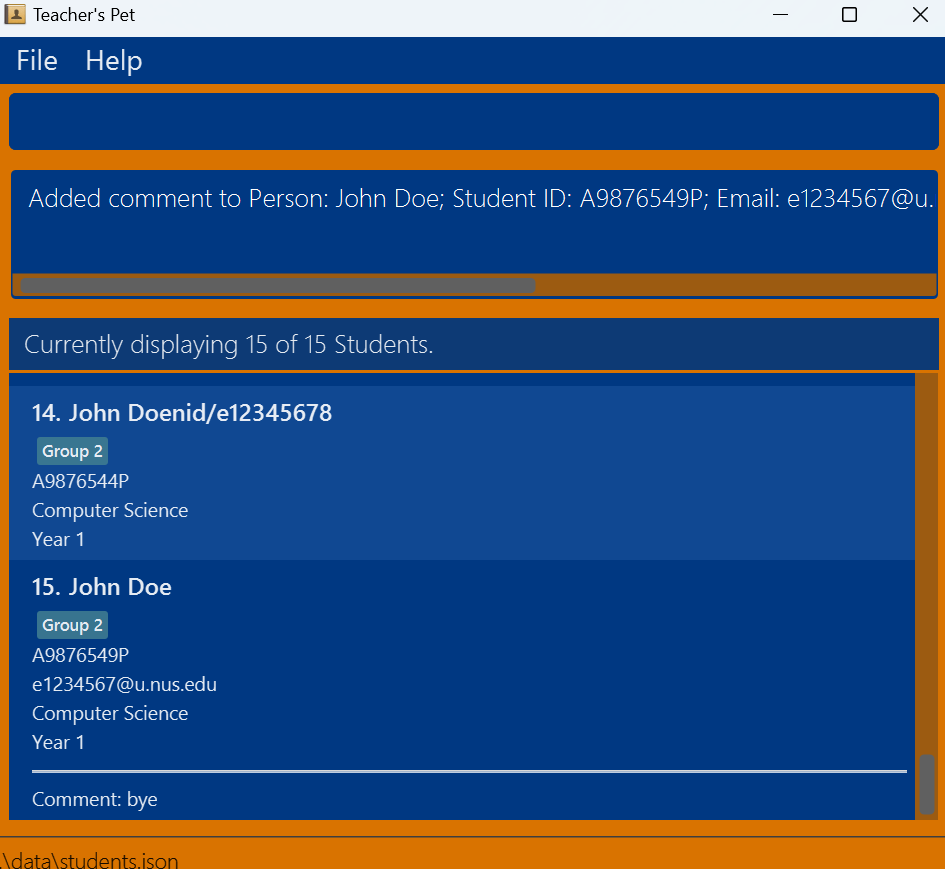 Teacher's Pet
File Help
Added comment to Person: John Doe; Student ID: A9876549P; Email: e1234567@u.
Currently displaying 15 of 15 Students.
14. John Doenid/e12345678
Group 2
A9876544P
Computer Science
Year 1
15. John Doe
Group 2
A9876549P
e1234567@u.nus.edu
Computer Science
Year 1
Comment: bye
.\data\students.json